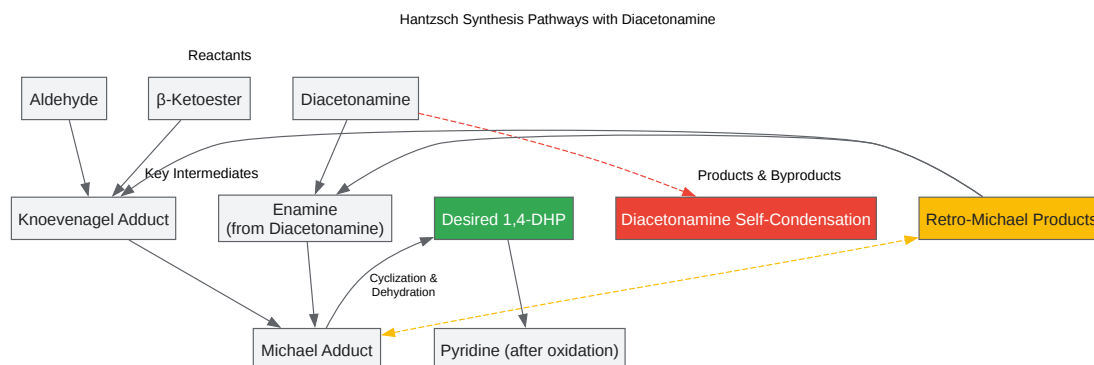 Hantzsch Synthesis Pathways with Diacetonamine
Reactants
Aldehyde
β-Ketoester
Diacetonamine
Key Intermediates
Products & Byproducts
Knoevenagel Adduct
Enamine
(from Diacetonamine)
Desired 1,4-DHP
Diacetonamine Self-Condensation
Retro-Michael Products
Cyclization &
Dehydration
Michael Adduct
Pyridine (after oxidation)